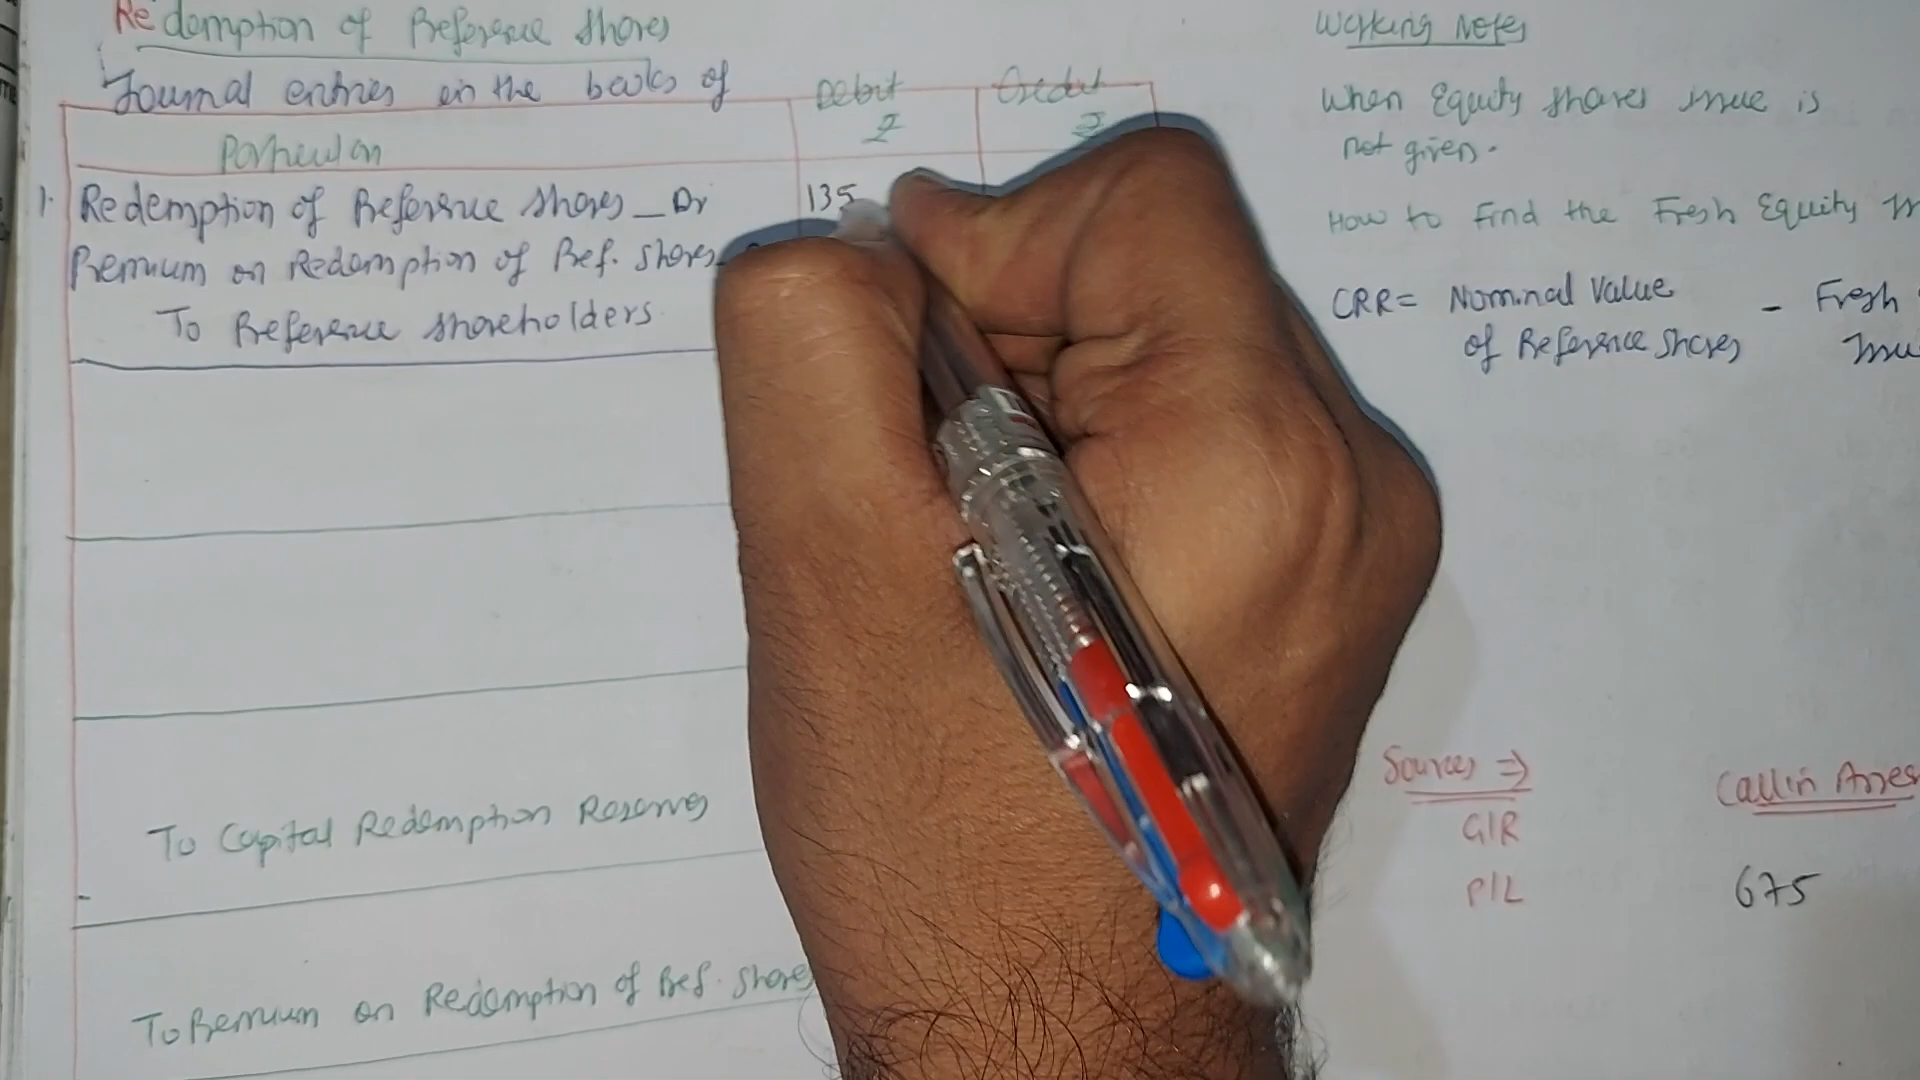 Redemption of Preference Shares
Journal entries in the books of
Particulars
Debit
₹
Credit
₹
1. Redemption of Preference Shares _ Dr
135
Premium on Redemption of Pref. Shares
To Preference Shareholders
To Capital Redemption Reserves
To Premium on Redemption of Pref. Shares
Working Notes
When Equity Shares issue is
not given.
How to Find the Fresh Equity
CRR = Nominal Value - Fresh
of Preference Shares
Sources ⇒
G/R
P/L
Call in
675